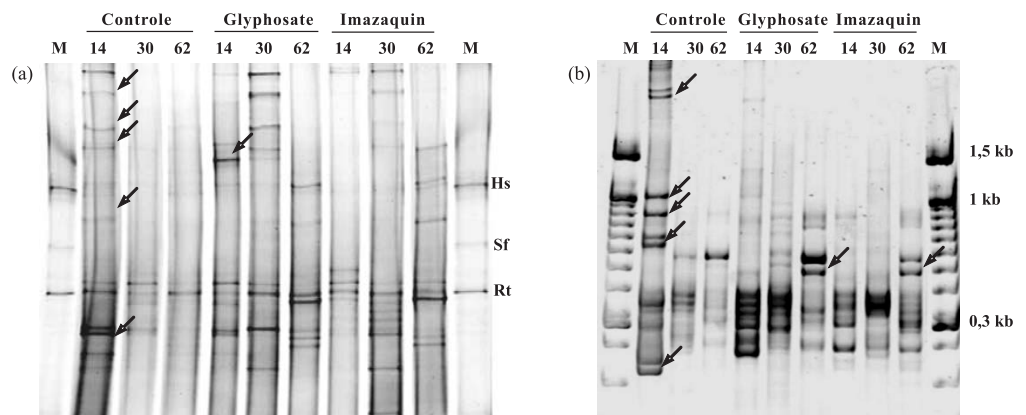 Controle Glyphosate Imazaquin
M 14 30 62 14 30 62 14 30 62 M
(a)
Hs
Sf
Rt
Controle Glyphosate Imazaquin
M 14 30 62 14 30 62 14 30 62 M
(b)
1,5 kb
1 kb
0,3 kb